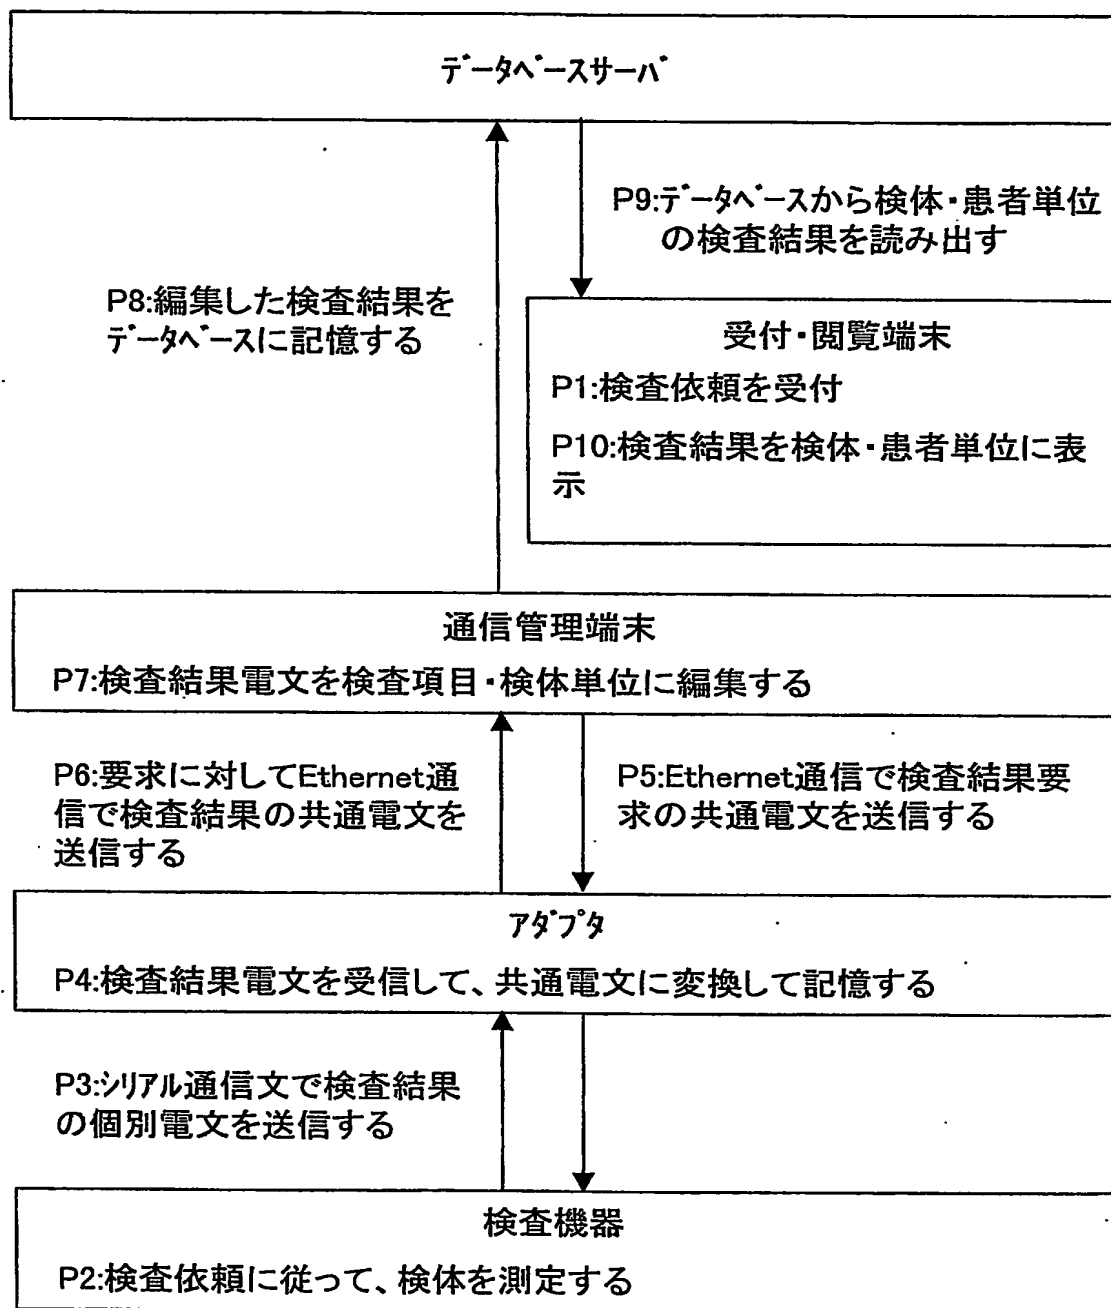 データベースサーバ
P9:データベースから検体・患者単位
の検査結果を読み出す
P8:編集した検査結果を
データベースに記憶する
受付・閲覧端末
P1:検査依頼を受付
P10:検査結果を検体・患者単位に表
示
通信管理端末
P7:検査結果電文を検査項目・検体単位に編集する
P6:要求に対してEthernet通
信で検査結果の共通電文を
送信する
P5:Ethernet通信で検査結果要
求の共通電文を送信する
アダプタ
P4:検査結果電文を受信して、共通電文に変換して記憶する
P3:シリアル通信文で検査結果
の個別電文を送信する
検査機器
P2:検査依頼に従って、検体を測定する